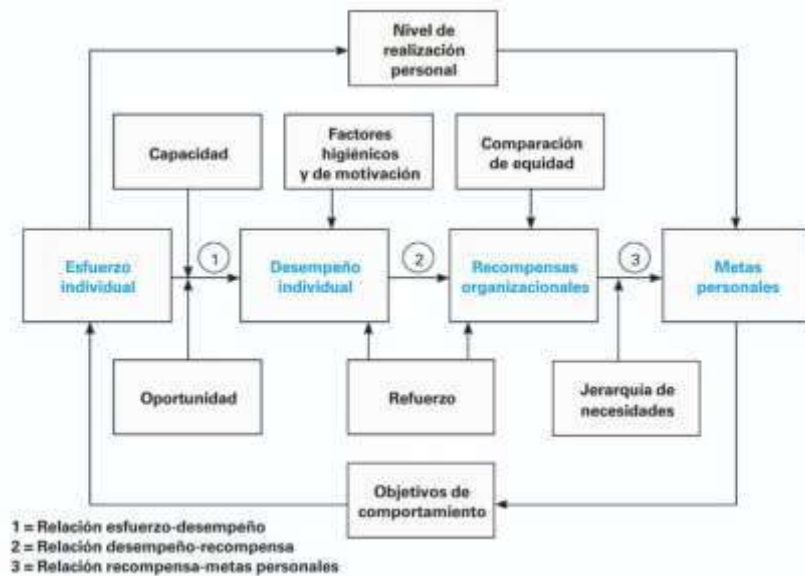 Nivel de
realización
personal
Capacidad
Factores
higiénicos
y de motivación
Comparación
de equidad
Esfuerzo
individual
1
Desempeño
individual
2
Recompensas
organizacionales
3
Metas
personales
Oportunidad
Refuerzo
Jerarquía de
necesidades
Objetivos de
comportamiento
1 = Relación esfuerzo-desempeño
2 = Relación desempeño-recompensa
3 = Relación recompensa-metas personales